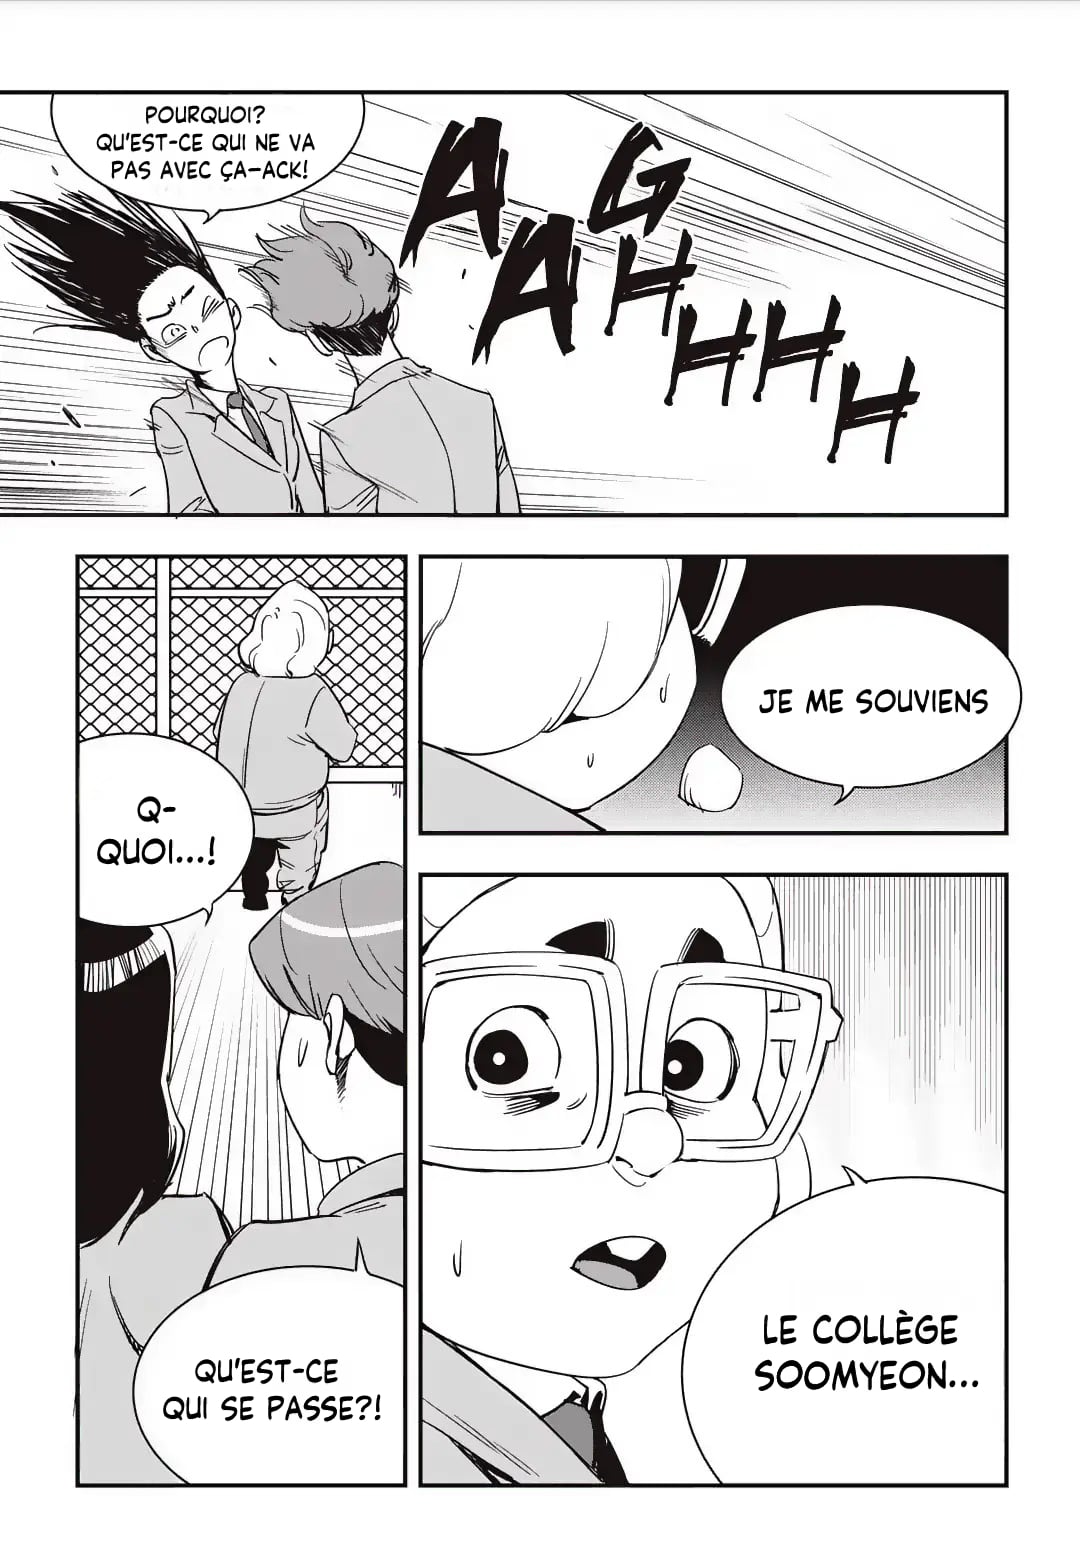 POURQUOI?
QU'EST-CE QUI NE VA
PAS AVEC ÇA-ACK!
AAGHHHHH
JE ME SOUVIENS
Q-
QUOI...!
LE COLLÈGE
SOOMYEON...
QU'EST-CE
QUI SE PASSE?!